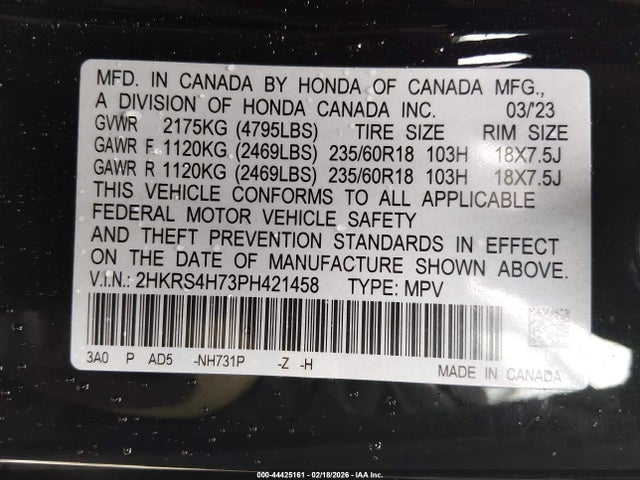 MFD. IN CANADA BY HONDA OF CANADA MFG.,
A DIVISION OF HONDA CANADA INC. 03/23
GVWR 2175KG (4795LBS) TIRE SIZE RIM SIZE
GAWR F 1120KG (2469LBS) 235/60R18 103H 18X7.5J
GAWR R 1120KG (2469LBS) 235/60R18 103H 18X7.5J
THIS VEHICLE CONFORMS TO ALL APPLICABLE
FEDERAL MOTOR VEHICLE SAFETY
AND THEFT PREVENTION STANDARDS IN EFFECT
ON THE DATE OF MANUFACTURE SHOWN ABOVE.
V.I.N.: 2HKRS4H73PH421458 TYPE: MPV
3A0 P AD5 -NH731P -Z -H
MADE IN CANADA
000-44425161 - 02/18/2026 - IAA Inc.